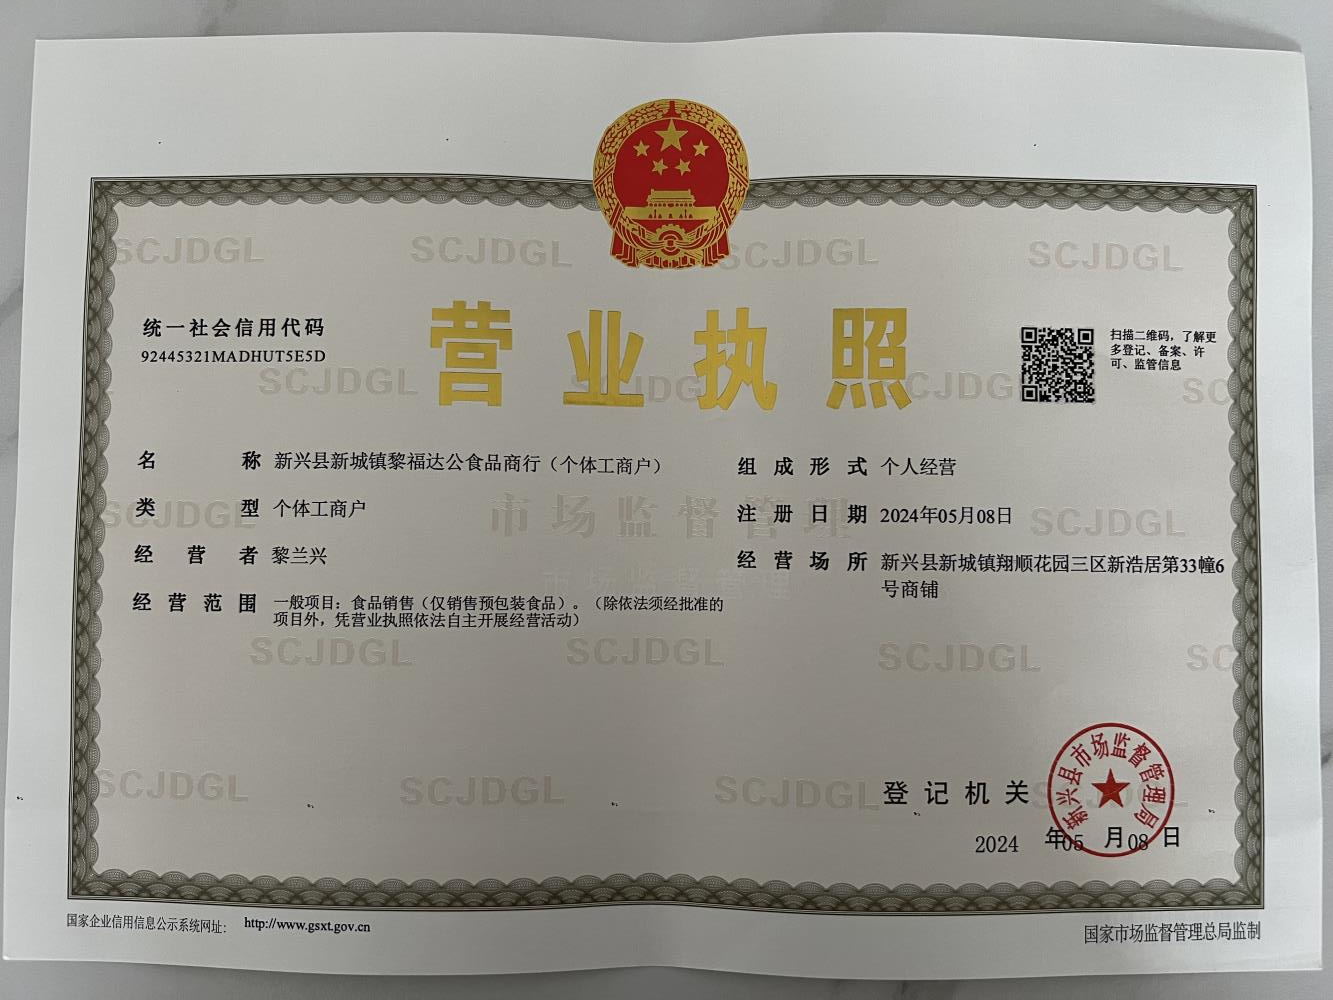 统一社会信用代码
92445321MADHUT5E5D
营业执照
扫描二维码，了解更
多登记、备案、许
可、监管信息
名称 新兴县新城镇黎福达公食品商行（个体工商户）
类型 个体工商户
经营者 黎兰兴
经营范围 一般项目：食品销售（仅销售预包装食品）。（除依法须经批准的
项目外，凭营业执照依法自主开展经营活动）
组成形式 个人经营
注册日期 2024年05月08日
经营场所 新兴县新城镇翔顺花园三区新浩居第33幢6
号商铺
SCJDGL
市场监督管理
登记机关
新兴县市场监督管理局
2024 年05 月08 日
国家企业信用信息公示系统网址： http://www.gsxt.gov.cn
国家市场监督管理总局监制